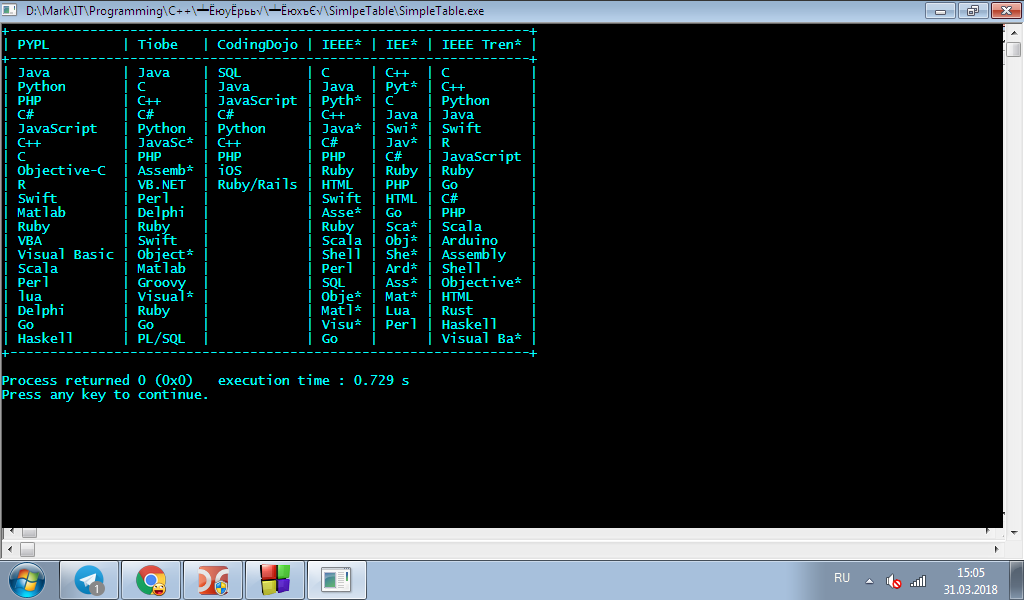 D:\Mark\IT\Programming\C++\╧ЁюуЁрьь√\╧ЁюхъЄ√\SimlpeTable\SimpleTable.exe
+-----------------------------------------------------------------+
| PYPL         | Tiobe   | CodingDojo | IEEE* | IEE* | IEEE Tren* |
+-----------------------------------------------------------------+
| Java         | Java    | SQL        | C     | C++  | C          |
| Python       | C       | Java       | Java  | Pyt* | C++        |
| PHP          | C++     | JavaScript | Pyth* | C    | Python     |
| C#           | C#      | C#         | C++   | Java | Java       |
| JavaScript   | Python  | Python     | Java* | Swi* | Swift      |
| C++          | JavaSc* | C++        | C#    | Jav* | R          |
| C            | PHP     | PHP        | PHP   | C#   | JavaScript |
| Objective-C  | Assemb* | iOS        | Ruby  | Ruby | Ruby       |
| R            | VB.NET  | Ruby/Rails | HTML  | PHP  | Go         |
| Swift        | Perl    |            | Swift | HTML | C#         |
| Matlab       | Delphi  |            | Asse* | Go   | PHP        |
| Ruby         | Ruby    |            | Ruby  | Sca* | Scala      |
| VBA          | Swift   |            | Scala | Obj* | Arduino    |
| Visual Basic | Object* |            | Shell | She* | Assembly   |
| Scala        | Matlab  |            | Perl  | Ard* | Shell      |
| Perl         | Groovy  |            | SQL   | Ass* | Objective* |
| lua          | Visual* |            | Obje* | Mat* | HTML       |
| Delphi       | Ruby    |            | Matl* | Lua  | Rust       |
| Go           | Go      |            | Visu* | Perl | Haskell    |
| Haskell      | PL/SQL  |            | Go    |      | Visual Ba* |
+-----------------------------------------------------------------+
Process returned 0 (0x0)   execution time : 0.729 s
Press any key to continue.
1
RU
15:05
31.03.2018